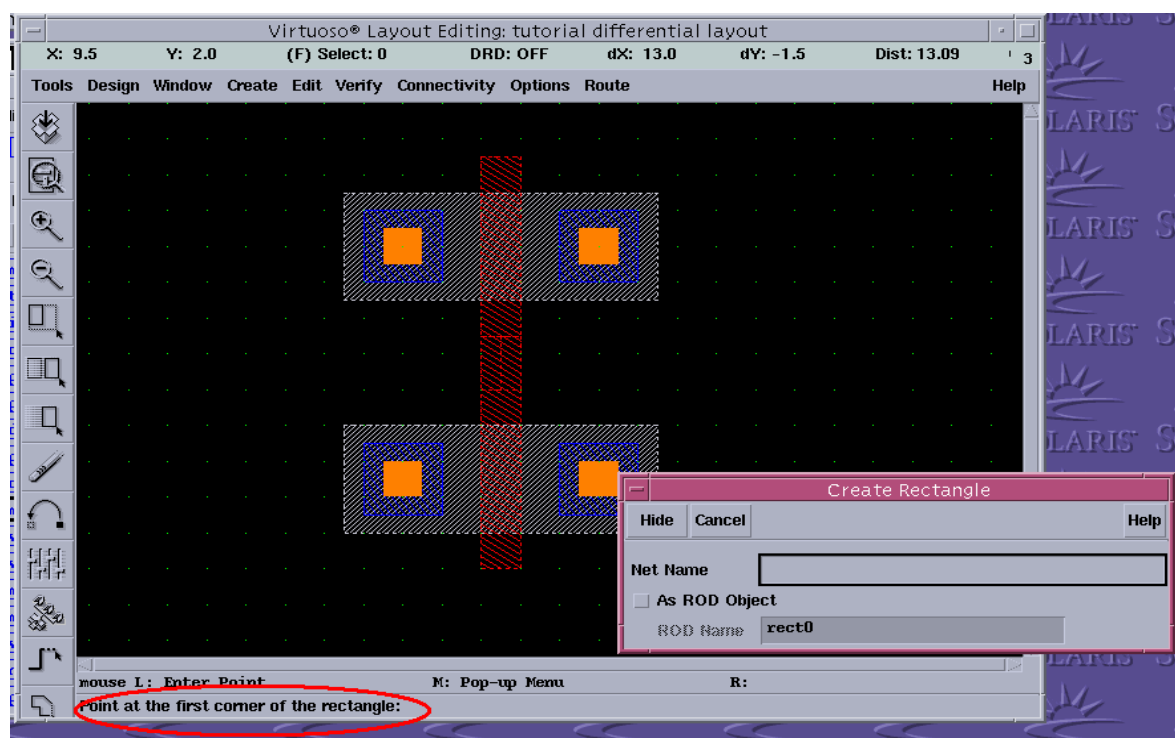 Virtuoso® Layout Editing: tutorial differential layout
X: 9.5 Y: 2.0 (F) Select: 0 DRD: OFF dX: 13.0 dY: -1.5 Dist: 13.09 3
Tools Design Window Create Edit Verify Connectivity Options Route Help
Create Rectangle
Hide Cancel Help
Net Name
As ROD Object
ROD Name rect0
mouse L: Enter Point M: Pop-up Menu R:
Point at the first corner of the rectangle:
LARIS S
LARIS S
LARIS S
LARIS S